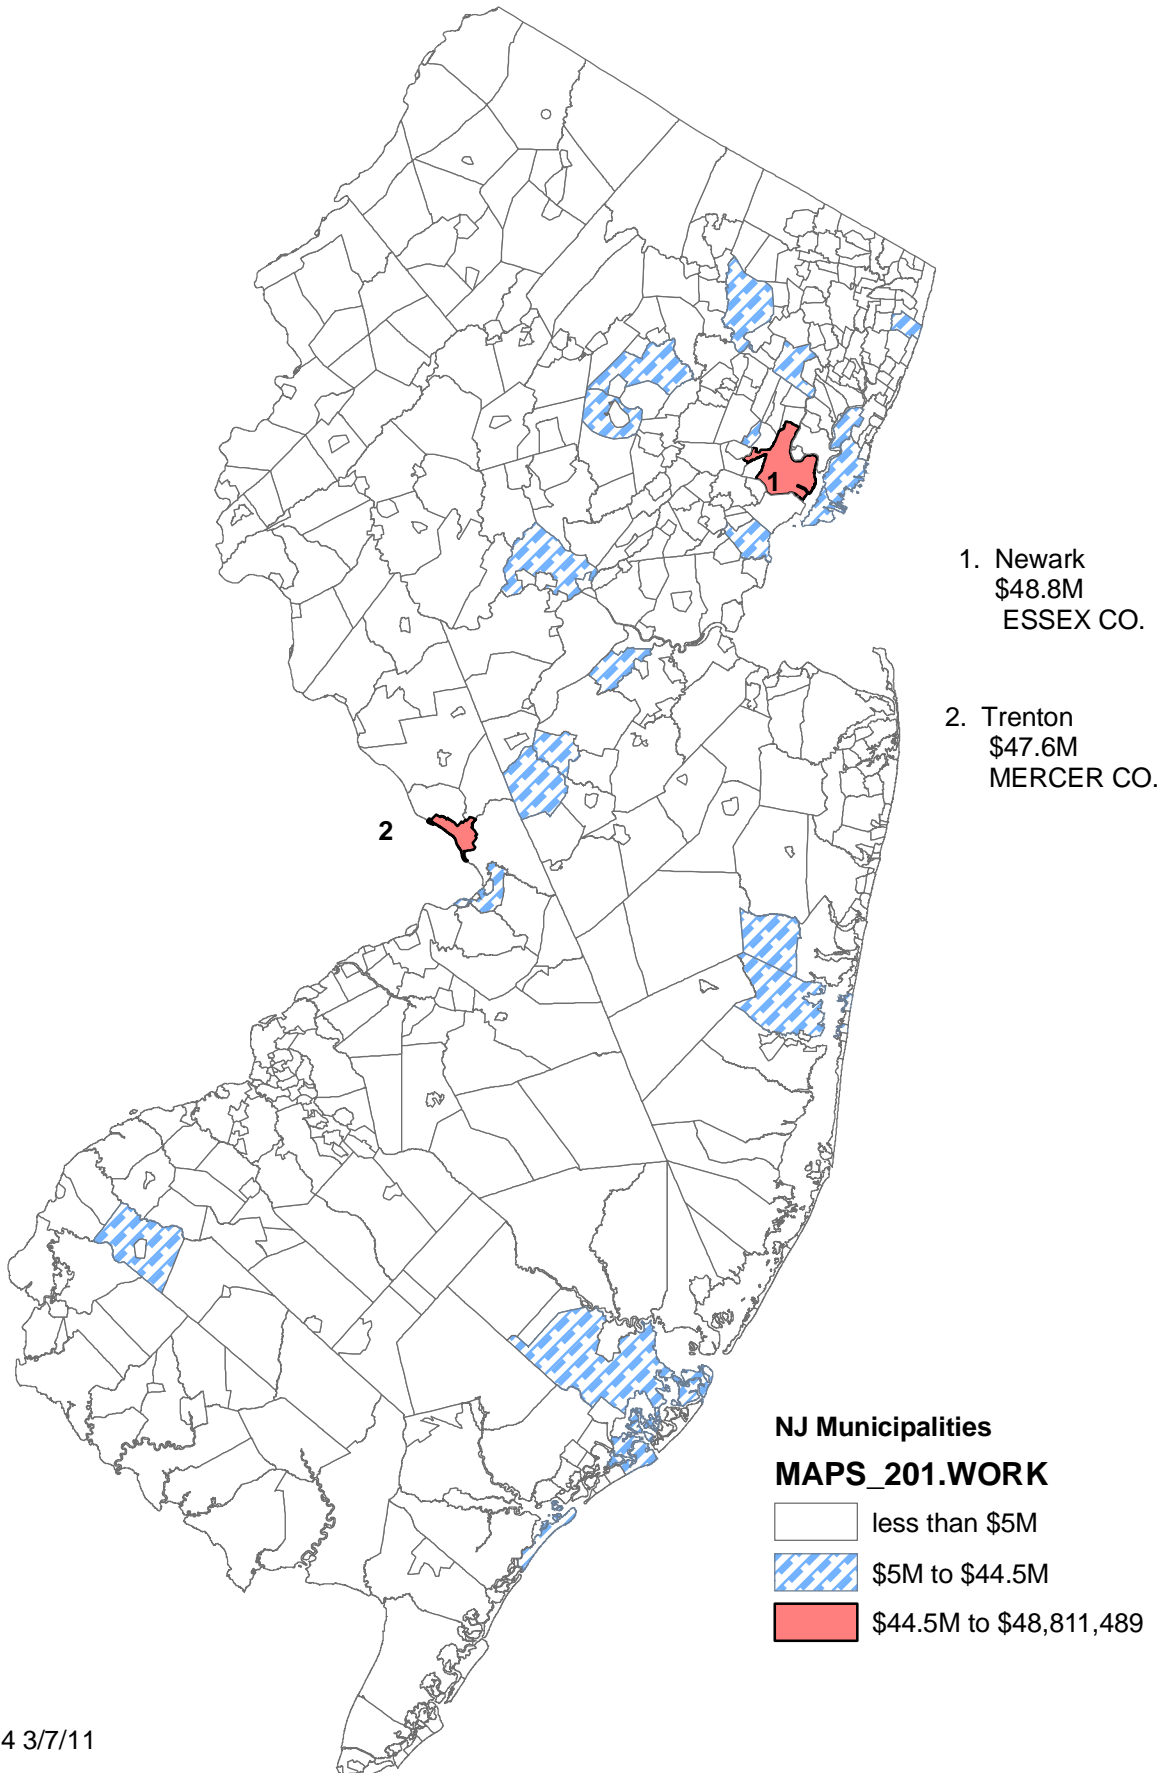 1
1. Newark
$48.8M
ESSEX CO.
2. Trenton
$47.6M
MERCER CO.
2
NJ Municipalities
MAPS_201.WORK
less than $5M
$5M to $44.5M
$44.5M to $48,811,489
4 3/7/11